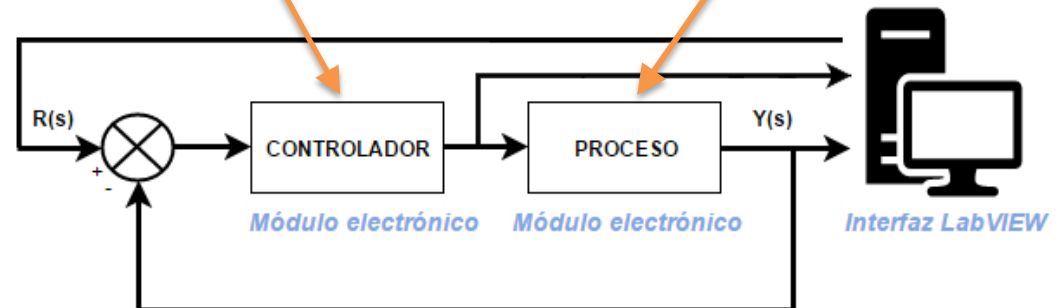 R(s)
Y(s)
+
-
CONTROLADOR
PROCESO
Módulo electrónico
Módulo electrónico
Interfaz LabVIEW